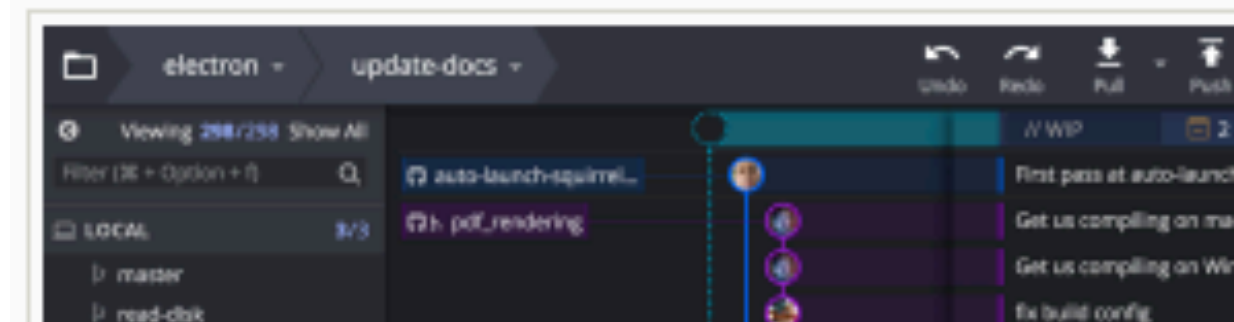 electron update-docs
Undo Redo Pull Push
Viewing 298/298 Show All
// WIP 2
Filter (⌘ + Option + f)
auto-launch-squirrel...
First pass at auto-launch
LOCAL 3/3
pdf_rendering
Get us compiling on ma
master
Get us compiling on Win
read-disk
fix build config